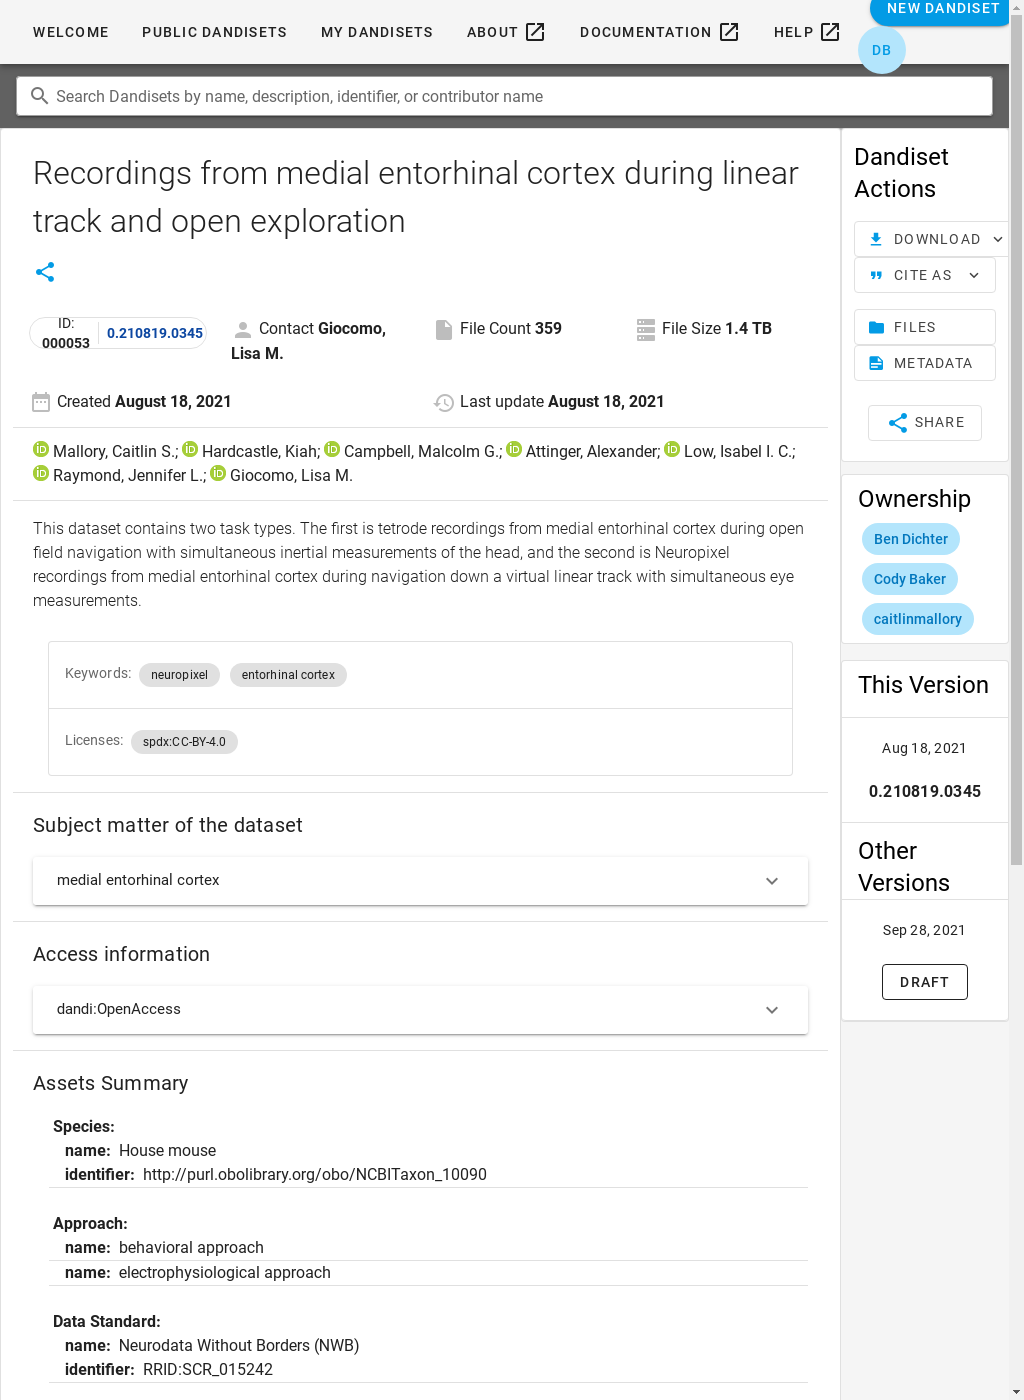 WELCOME PUBLIC DANDISETS MY DANDISETS ABOUT DOCUMENTATION HELP NEW DANDISET
DB
Search Dandisets by name, description, identifier, or contributor name
Recordings from medial entorhinal cortex during linear
track and open exploration
ID:
000053
0.210819.0345
Contact Giocomo,
Lisa M.
File Count 359
File Size 1.4 TB
Created August 18, 2021
Last update August 18, 2021
iD Mallory, Caitlin S.; iD Hardcastle, Kiah; iD Campbell, Malcolm G.; iD Attinger, Alexander; iD Low, Isabel I. C.;
iD Raymond, Jennifer L.; iD Giocomo, Lisa M.
This dataset contains two task types. The first is tetrode recordings from medial entorhinal cortex during open
field navigation with simultaneous inertial measurements of the head, and the second is Neuropixel
recordings from medial entorhinal cortex during navigation down a virtual linear track with simultaneous eye
measurements.
Keywords: neuropixel entorhinal cortex
Licenses: spdx:CC-BY-4.0
Subject matter of the dataset
medial entorhinal cortex
Access information
dandi:OpenAccess
Assets Summary
Species:
name: House mouse
identifier: http://purl.obolibrary.org/obo/NCBITaxon_10090
Approach:
name: behavioral approach
name: electrophysiological approach
Data Standard:
name: Neurodata Without Borders (NWB)
identifier: RRID:SCR_015242
Dandiset
Actions
DOWNLOAD
CITE AS
FILES
METADATA
SHARE
Ownership
Ben Dichter
Cody Baker
caitlinmallory
This Version
Aug 18, 2021
0.210819.0345
Other
Versions
Sep 28, 2021
DRAFT